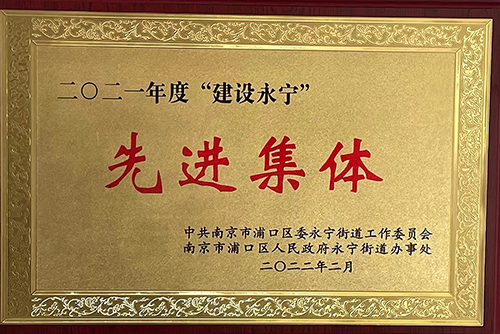 二〇二一年度“建设永宁”
先进集体
中共南京市浦口区委永宁街道工作委员会
南京市浦口区人民政府永宁街道办事处
二〇二二年二月